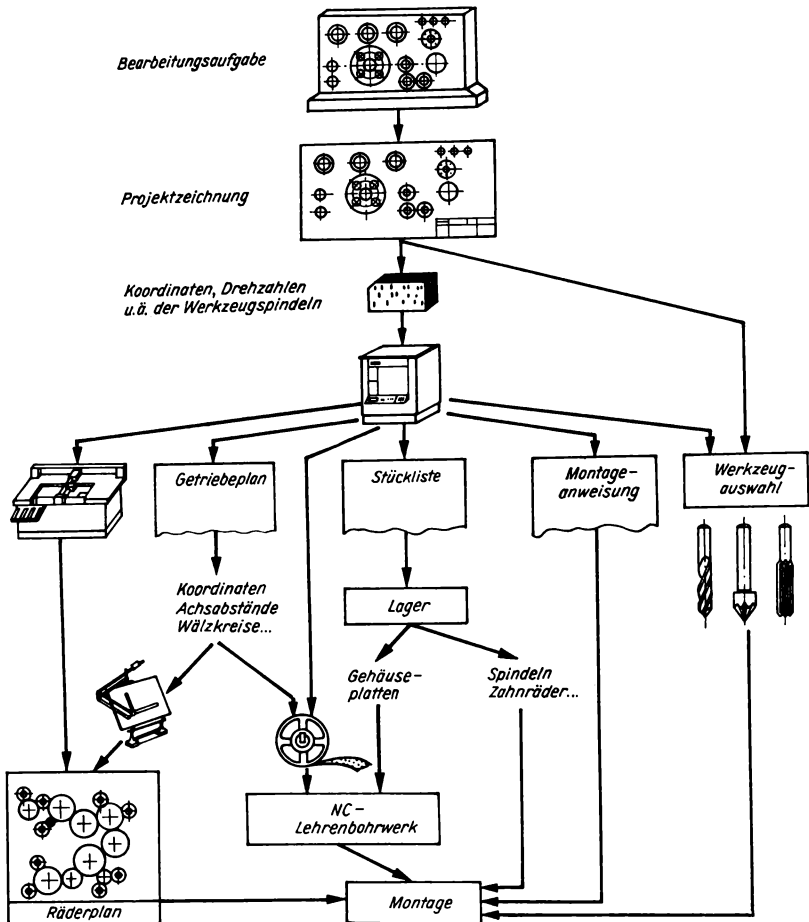 Bearbeitungsaufgabe
Projektzeichnung
Koordinaten, Drehzahlen
u.ä. der Werkzeugspindeln
Getriebeplan
Stückliste
Montage-
anweisung
Werkzeug-
auswahl
Koordinaten
Achsabstände
Wälzkreise...
Lager
Gehäuse-
platten
Spindeln
Zahnräder...
NC-
Lehrenbohrwerk
Räderplan
Montage